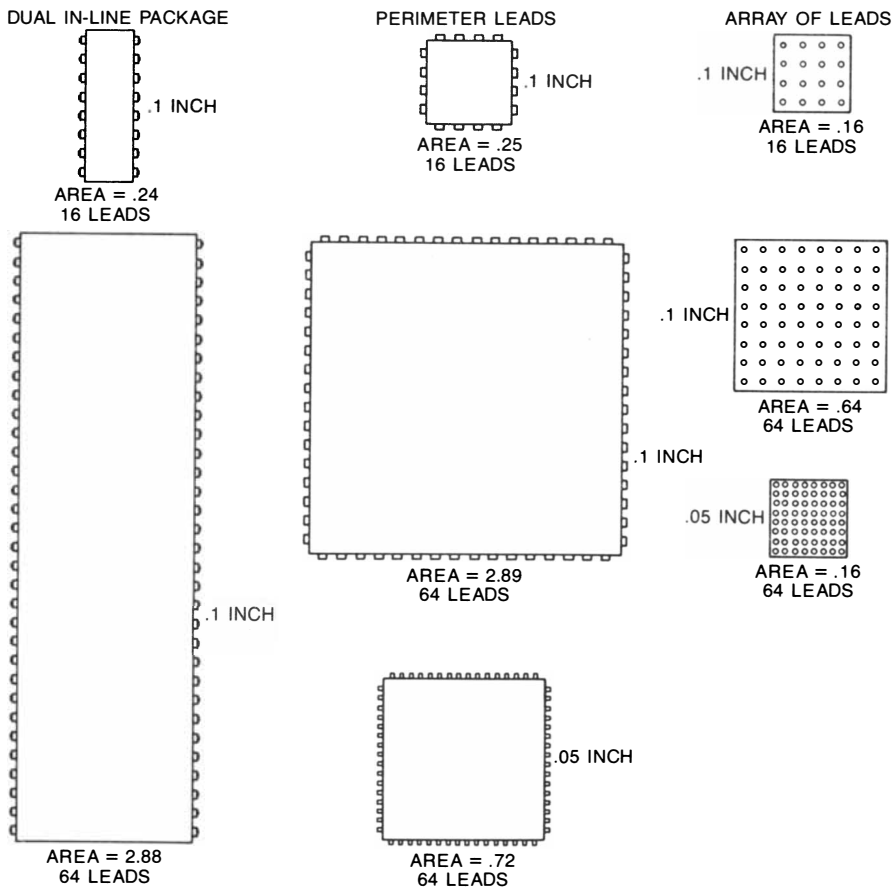 DUAL IN-LINE PACKAGE
.1 INCH
AREA = .24
16 LEADS
PERIMETER LEADS
.1 INCH
AREA = .25
16 LEADS
ARRAY OF LEADS
.1 INCH
AREA = .16
16 LEADS
.1 INCH
AREA = 2.88
64 LEADS
.1 INCH
AREA = 2.89
64 LEADS
.1 INCH
AREA = .64
64 LEADS
.05 INCH
AREA = .16
64 LEADS
.05 INCH
AREA = .72
64 LEADS